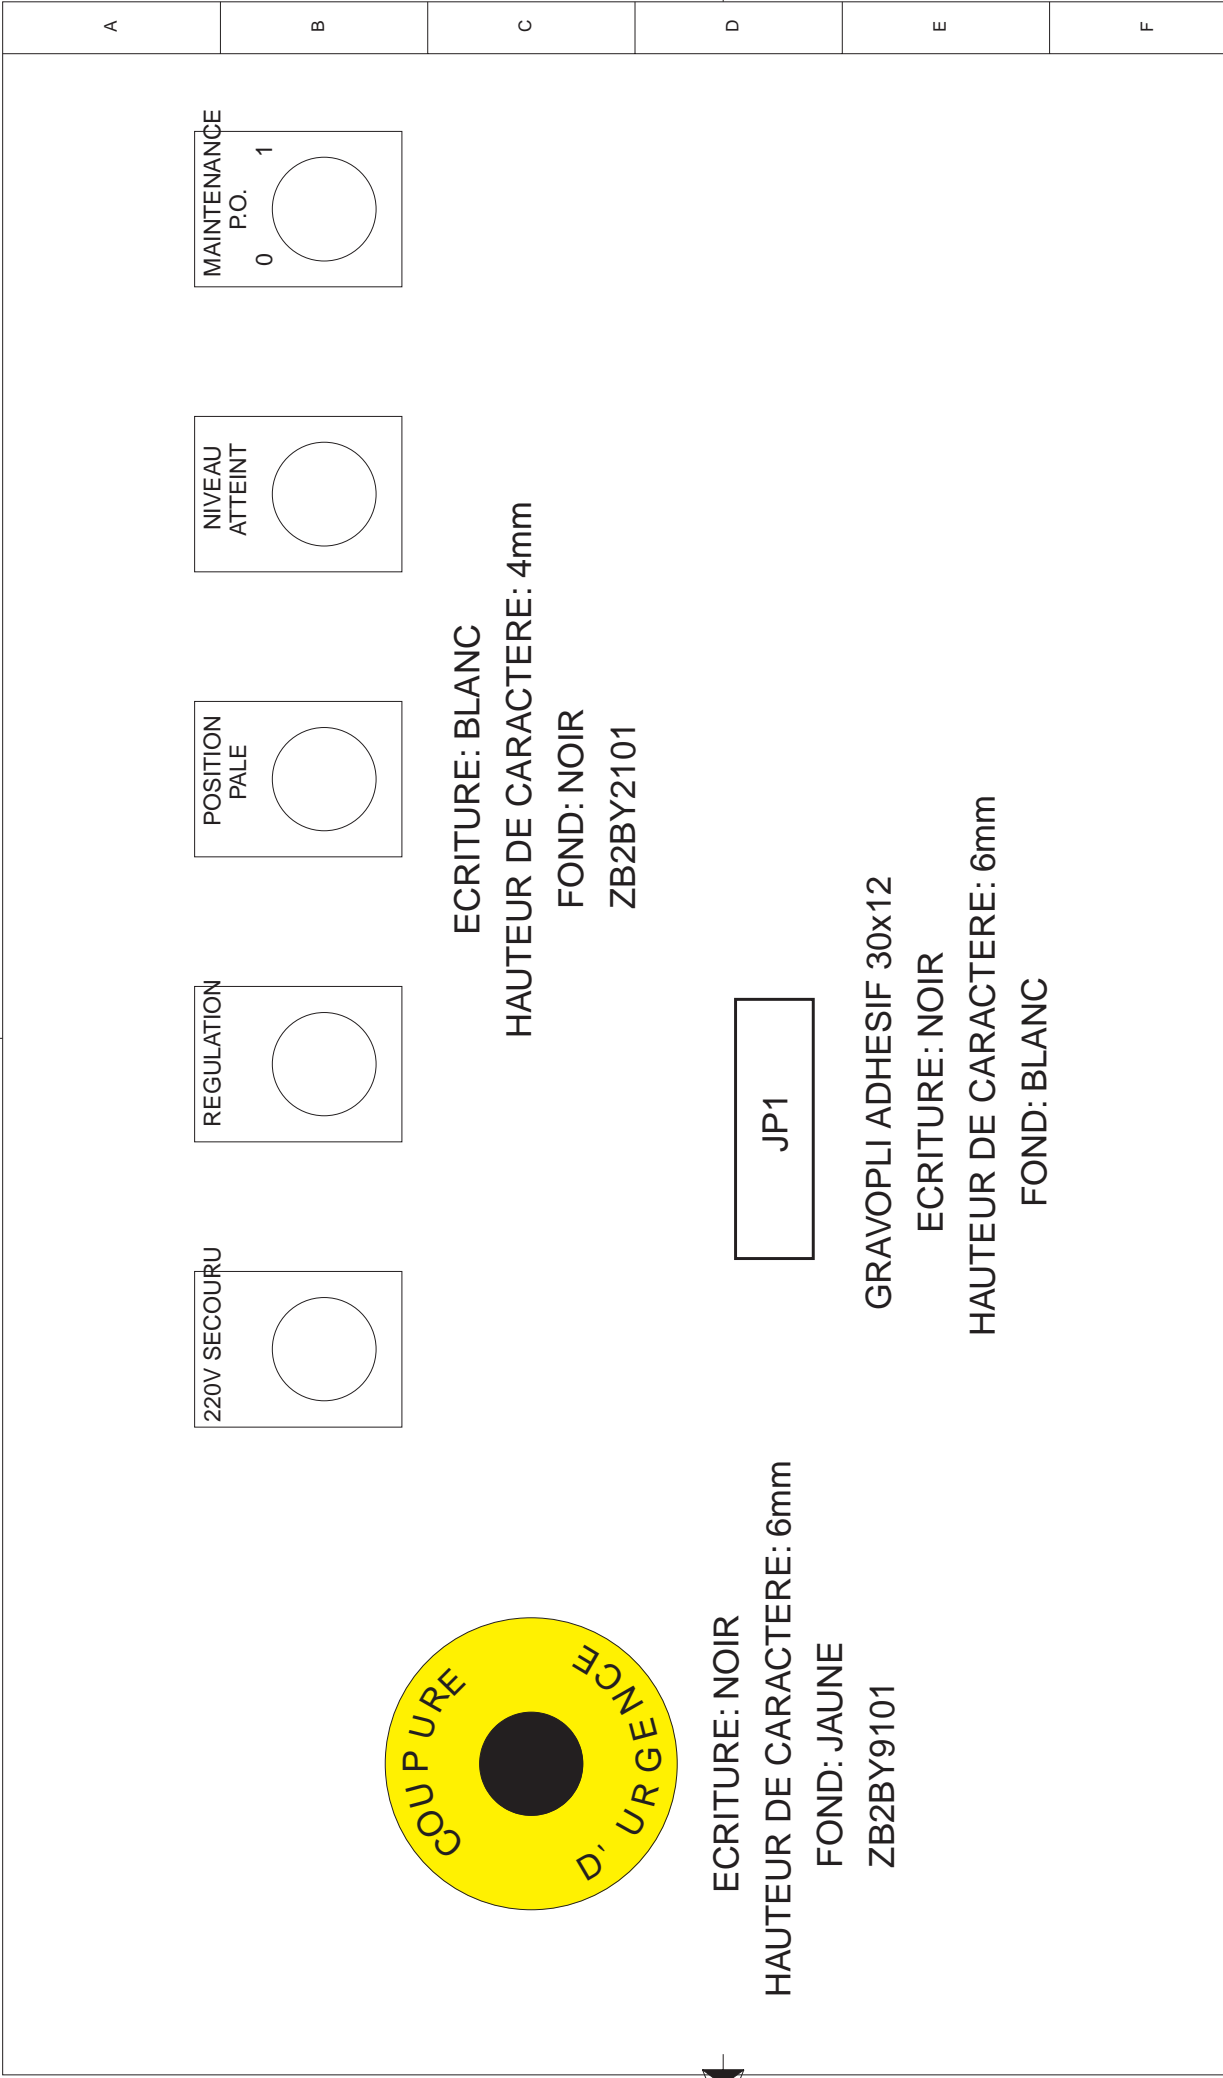 A
B
C
D
E
F
220V SECOURU
REGULATION
POSITION
PALE
NIVEAU
ATTEINT
MAINTENANCE
P.O.
0 1
COUPURE
D' URGENCE
ECRITURE: NOIR
HAUTEUR DE CARACTERE: 6mm
FOND: JAUNE
ZB2BY9101
ECRITURE: BLANC
HAUTEUR DE CARACTERE: 4mm
FOND: NOIR
ZB2BY2101
JP1
GRAVOPLI ADHESIF 30x12
ECRITURE: NOIR
HAUTEUR DE CARACTERE: 6mm
FOND: BLANC